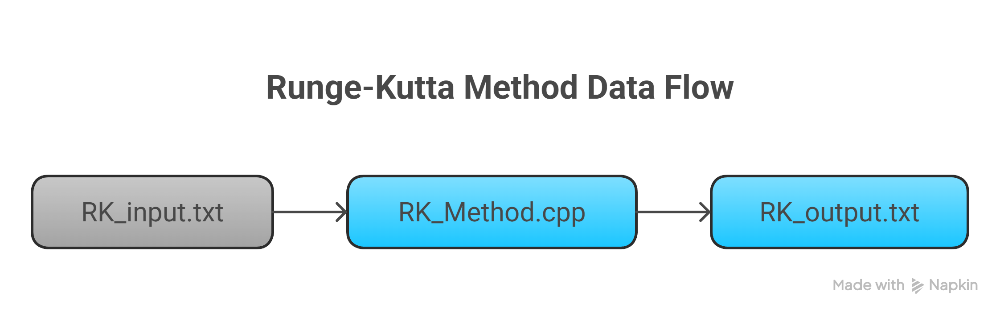 Runge-Kutta Method Data Flow
RK_input.txt
RK_Method.cpp
RK_output.txt
Made with Napkin